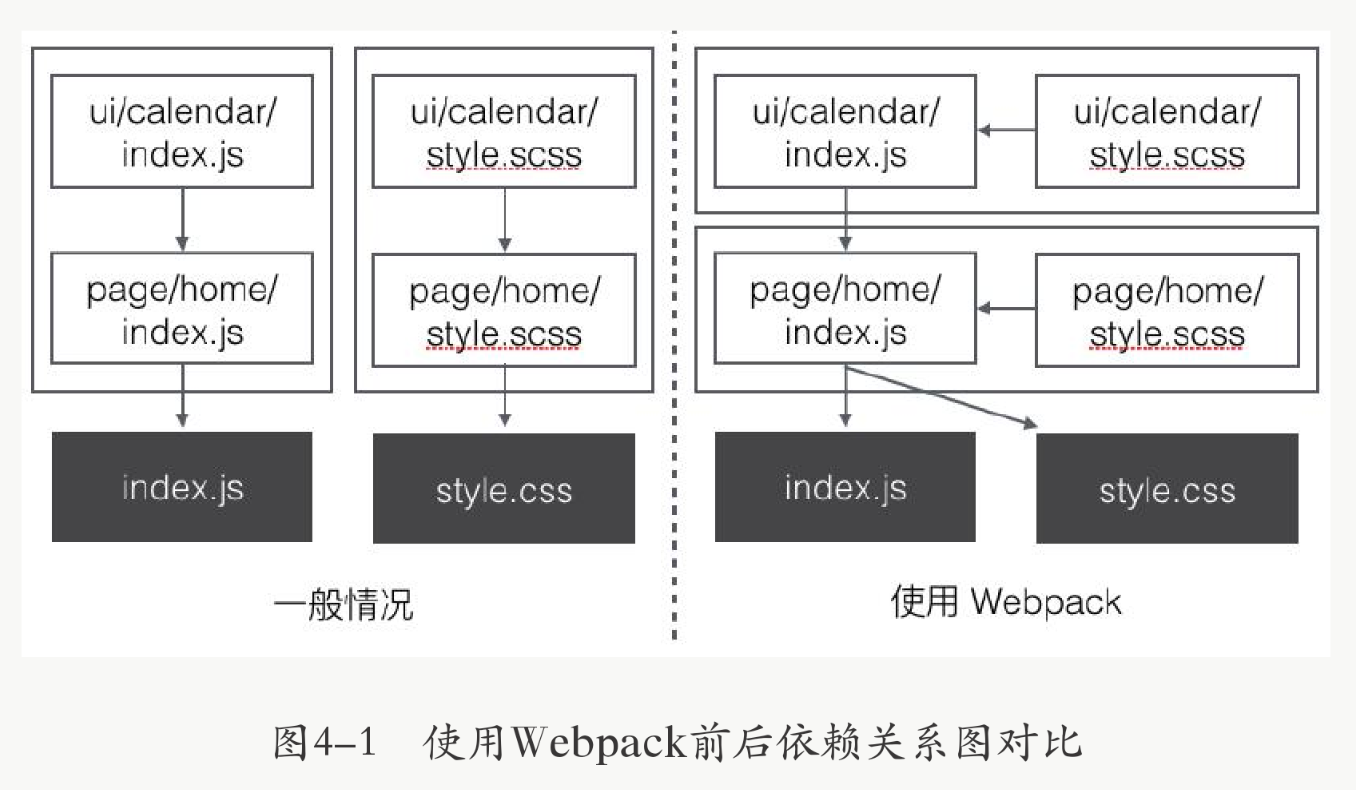 ui/calendar/
index.js
ui/calendar/
style.scss
page/home/
index.js
page/home/
style.scss
index.js
style.css
一般情况
ui/calendar/
index.js
ui/calendar/
style.scss
page/home/
index.js
page/home/
style.scss
index.js
style.css
使用 Webpack
图4–1 使用Webpack前后依赖关系图对比